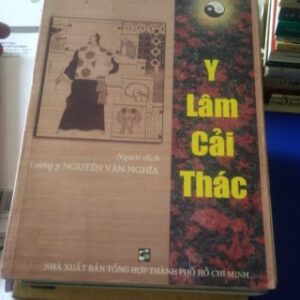 Y
Lâm
Cải
Thác
Người dịch
Lương y NGUYỄN VĂN NGHĨA
NHÀ XUẤT BẢN TỔNG HỢP THÀNH PHỐ HỒ CHÍ MINH